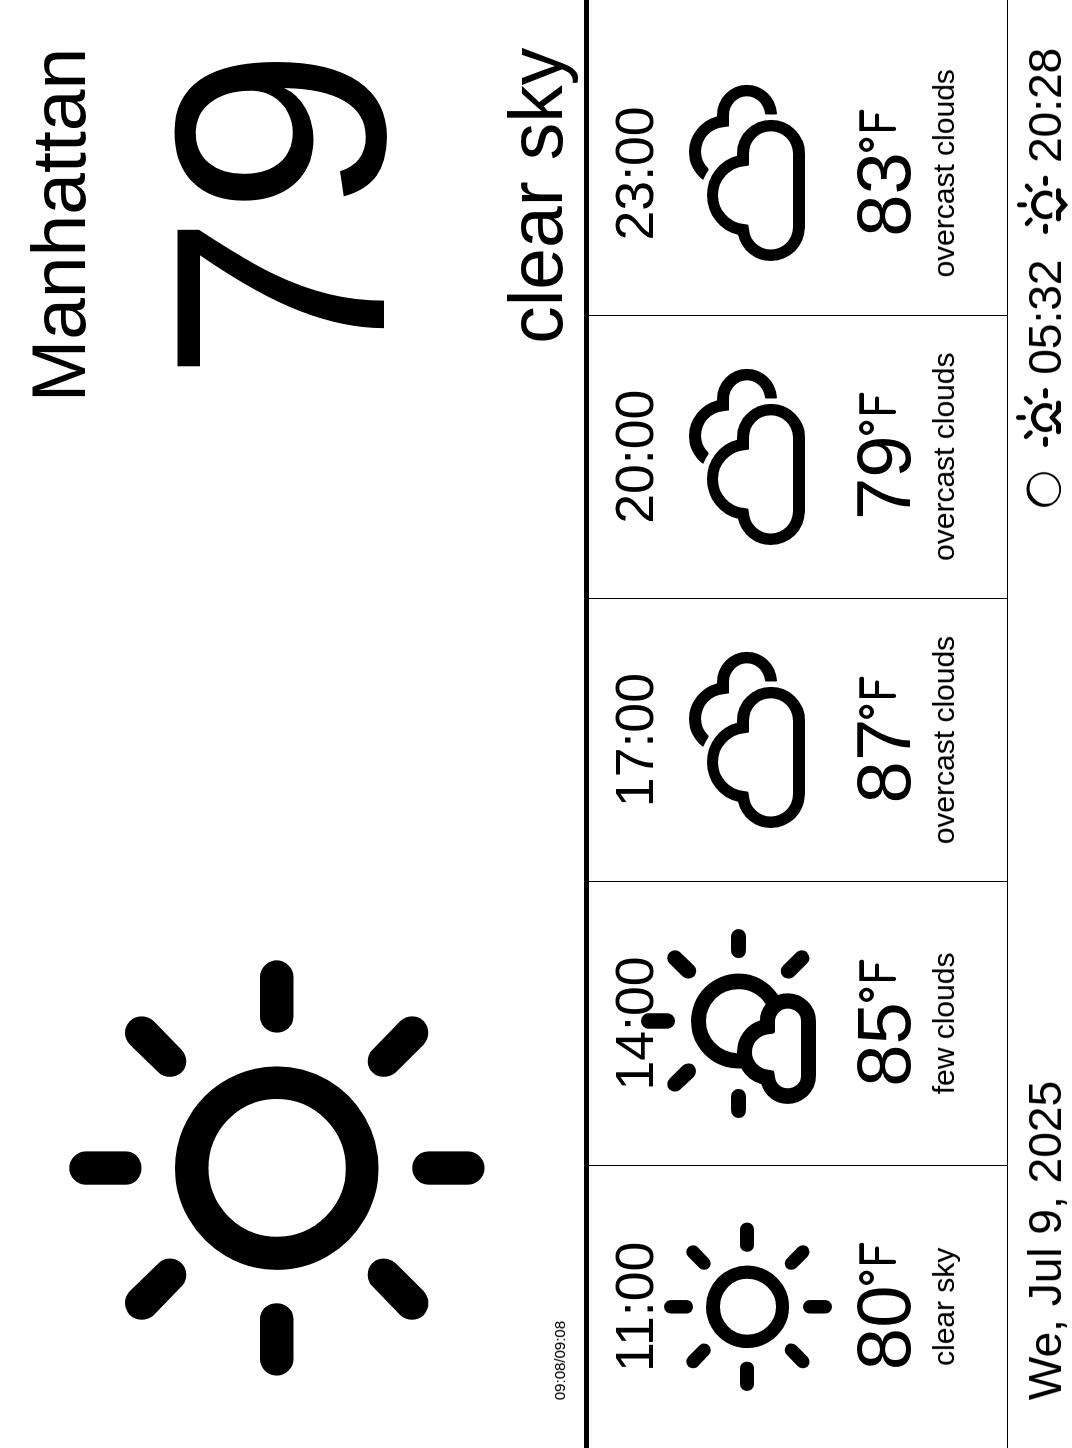 Manhattan
79
clear sky
09:08/09:08
11:00 14:00 17:00 20:00 23:00
80°F 85°F 87°F 79°F 83°F
clear sky few clouds overcast clouds overcast clouds overcast clouds
We, Jul 9, 2025 05:32 20:28